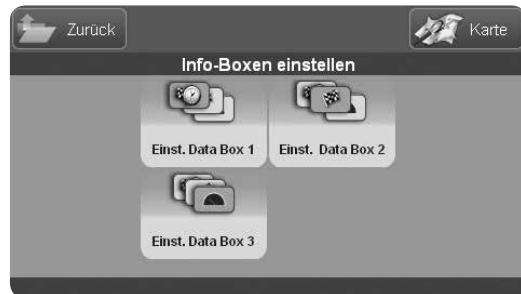 Zurück
Karte
Info-Boxen einstellen
Einst. Data Box 1
Einst. Data Box 2
Einst. Data Box 3